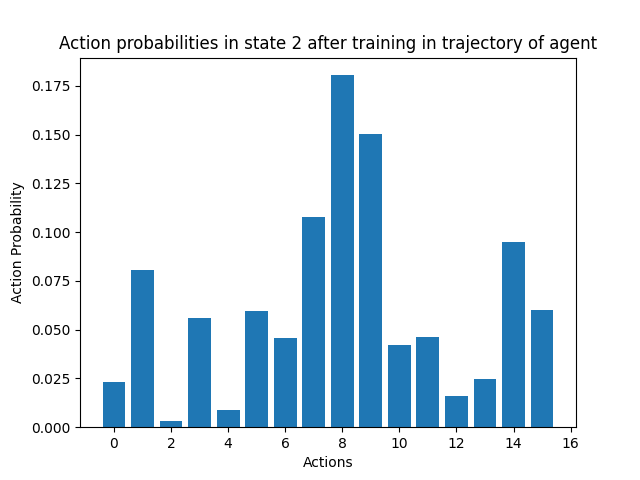 Action probabilities in state 2 after training in trajectory of agent
0.175
0.150
0.125
0.100
0.075
0.050
0.025
0.000
Action Probability
0 2 4 6 8 10 12 14 16
Actions